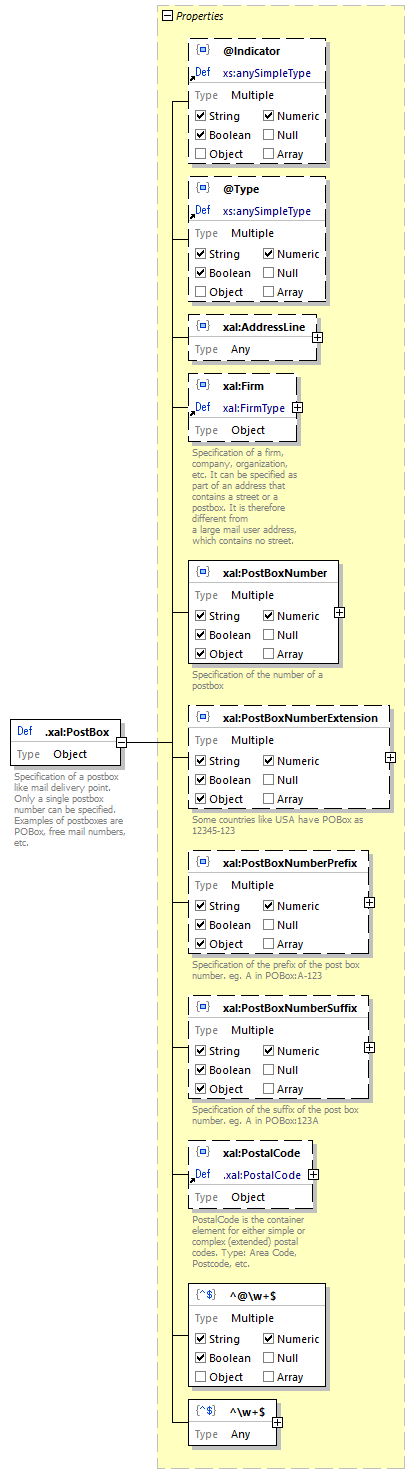 Properties
@Indicator
Def xs:anySimpleType
Type Multiple
String Numeric
Boolean Null
Object Array
@Type
Def xs:anySimpleType
Type Multiple
String Numeric
Boolean Null
Object Array
xal:AddressLine
Type Any
xal:Firm
Def xal:FirmType
Type Object
Specification of a firm,
company, organization,
etc. It can be specified as
part of an address that
contains a street or a
postbox. It is therefore
different from
a large mail user address,
which contains no street.
xal:PostBoxNumber
Type Multiple
String Numeric
Boolean Null
Object Array
Specification of the number of a
postbox
Def .xal:PostBox
Type Object
Specification of a postbox
like mail delivery point.
Only a single postbox
number can be specified.
Examples of postboxes are
POBox, free mail numbers,
etc.
xal:PostBoxNumberExtension
Type Multiple
String Numeric
Boolean Null
Object Array
Some countries like USA have POBox as
12345-123
xal:PostBoxNumberPrefix
Type Multiple
String Numeric
Boolean Null
Object Array
Specification of the prefix of the post box
number. eg. A in POBox:A-123
xal:PostBoxNumberSuffix
Type Multiple
String Numeric
Boolean Null
Object Array
Specification of the suffix of the post box
number. eg. A in POBox:123A
xal:PostalCode
Def .xal:PostalCode
Type Object
PostalCode is the container
element for either simple or
complex (extended) postal
codes. Type: Area Code,
Postcode, etc.
{^$} ^@\w+$
Type Multiple
String Numeric
Boolean Null
Object Array
{^$} ^\w+$
Type Any